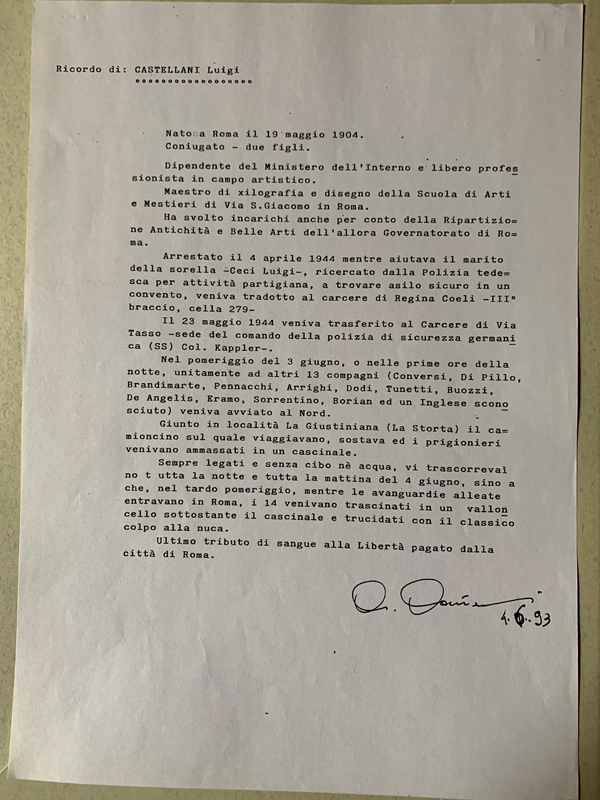 Ricordo di: CASTELLANI Luigi
°°°°°°°°°°°°°°°°°°
Nato a Roma il 19 maggio 1904.
Coniugato - due figli.
Dipendente del Ministero dell'Interno e libero profes
sionista in campo artistico.
Maestro di xilografia e disegno della Scuola di Arti
e Mestieri di Via S.Giacomo in Roma.
Ha svolto incarichi anche per conto della Ripartizio=
ne Antichità e Belle Arti dell'allora Governatorato di Ro=
ma.
Arrestato il 4 aprile 1944 mentre aiutava il marito
della sorella -Ceci Luigi-, ricercato dalla Polizia tede=
sca per attività partigiana, a trovare asilo sicuro in un
convento, veniva tradotto al carcere di Regina Coeli -III°
braccio, cella 279-
Il 23 maggio 1944 veniva trasferito al Carcere di Via
Tasso -sede del comando della polizia di sicurezza germani
ca (SS) Col. Kappler-.
Nel pomeriggio del 3 giugno, o nelle prime ore della
notte, unitamente ad altri 13 compagni (Conversi, Di Pillo,
Brandimarte, Pennacchi, Arrighi, Dodi, Tunetti, Buozzi,
De Angelis, Eramo, Sorrentino, Borian ed un Inglese scono
sciuto) veniva avviato al Nord.
Giunto in località La Giustiniana (La Storta) il ca=
mioncino sul quale viaggiavano, sostava ed i prigionieri
venivano ammassati in un cascinale.
Sempre legati e senza cibo nè acqua, vi trascorrevai
no t utta la notte e tutta la mattina del 4 giugno, sino a
che, nel tardo pomeriggio, mentre le avanguardie alleate
entravano in Roma, i 14 venivano trascinati in un vallon
cello sottostante il cascinale e trucidati con il classico
colpo alla nuca.
Ultimo tributo di sangue alla Libertà pagato dalla
città di Roma.
4.6.93